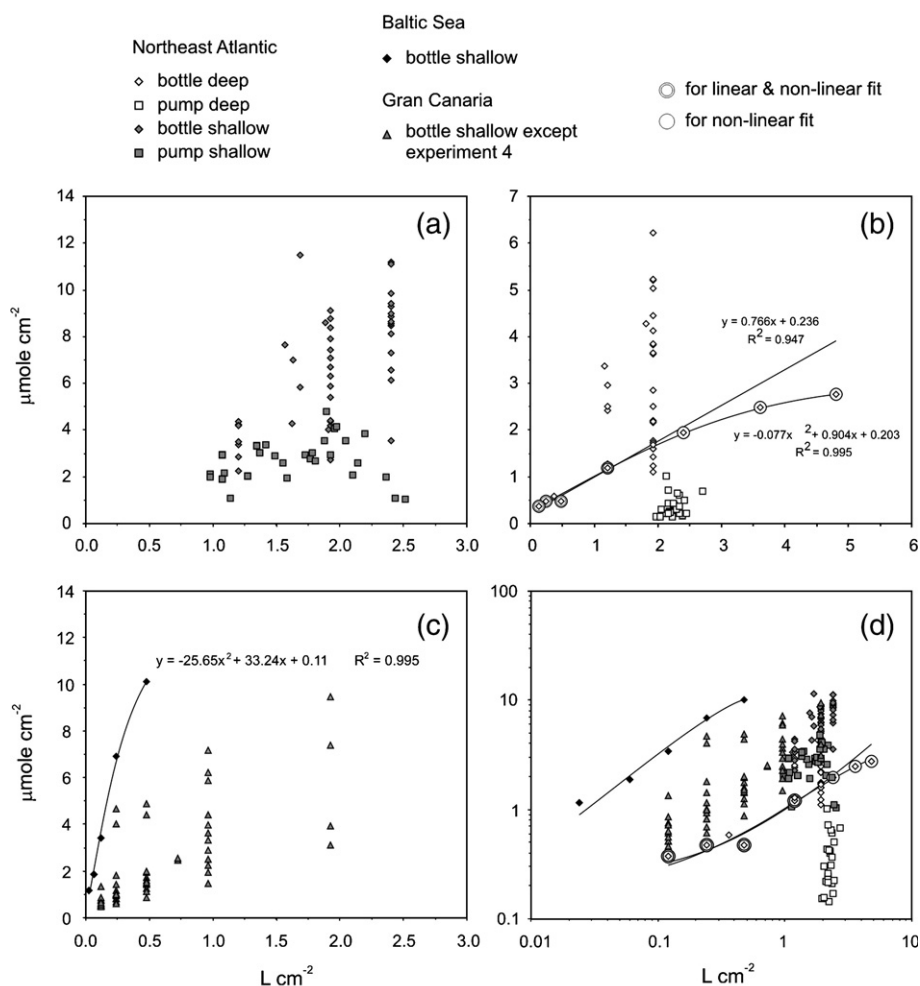 Northeast Atlantic
◇ bottle deep
□ pump deep
◆ bottle shallow
■ pump shallow
Baltic Sea
◆ bottle shallow
Gran Canaria
▲ bottle shallow except
experiment 4
for linear & non-linear fit
for non-linear fit
(a)
µmole cm⁻²
14
12
10
8
6
4
2
0
0.0 0.5 1.0 1.5 2.0 2.5 3.0
(b)
7
6
5
4
3
2
1
0
y = 0.766x + 0.236
R² = 0.947
y = -0.077x ² + 0.904x + 0.203
R² = 0.995
0 1 2 3 4 5 6
(c)
µmole cm⁻²
14
12
10
8
6
4
2
0
y = -25.65x² + 33.24x + 0.11 R² = 0.995
0.0 0.5 1.0 1.5 2.0 2.5 3.0
L cm⁻²
(d)
100
10
1
0.1
0.01 0.1 1 10
L cm⁻²